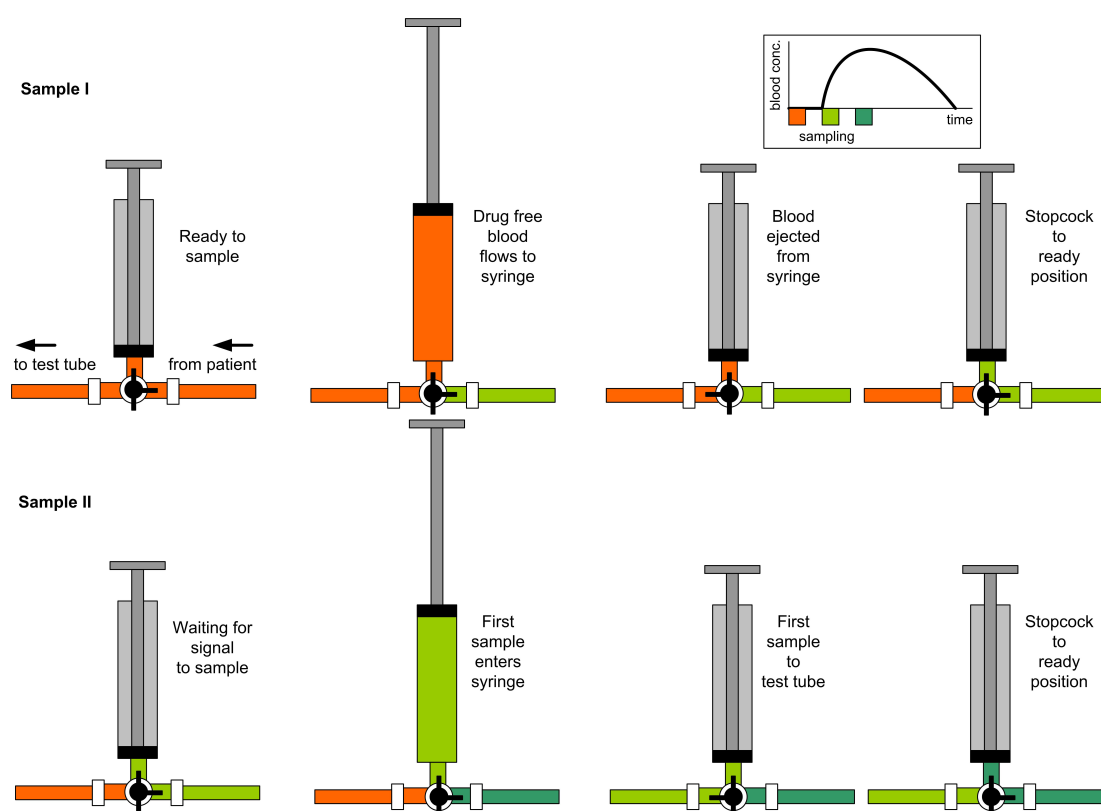 Sample I
blood conc.
time
sampling
Ready to
sample
Drug free
blood
flows to
syringe
Blood
ejected
from
syringe
Stopcock
to
ready
position
to test tube
from patient
Sample II
Waiting for
signal
to sample
First
sample
enters
syringe
First
sample
to
test tube
Stopcock
to
ready
position